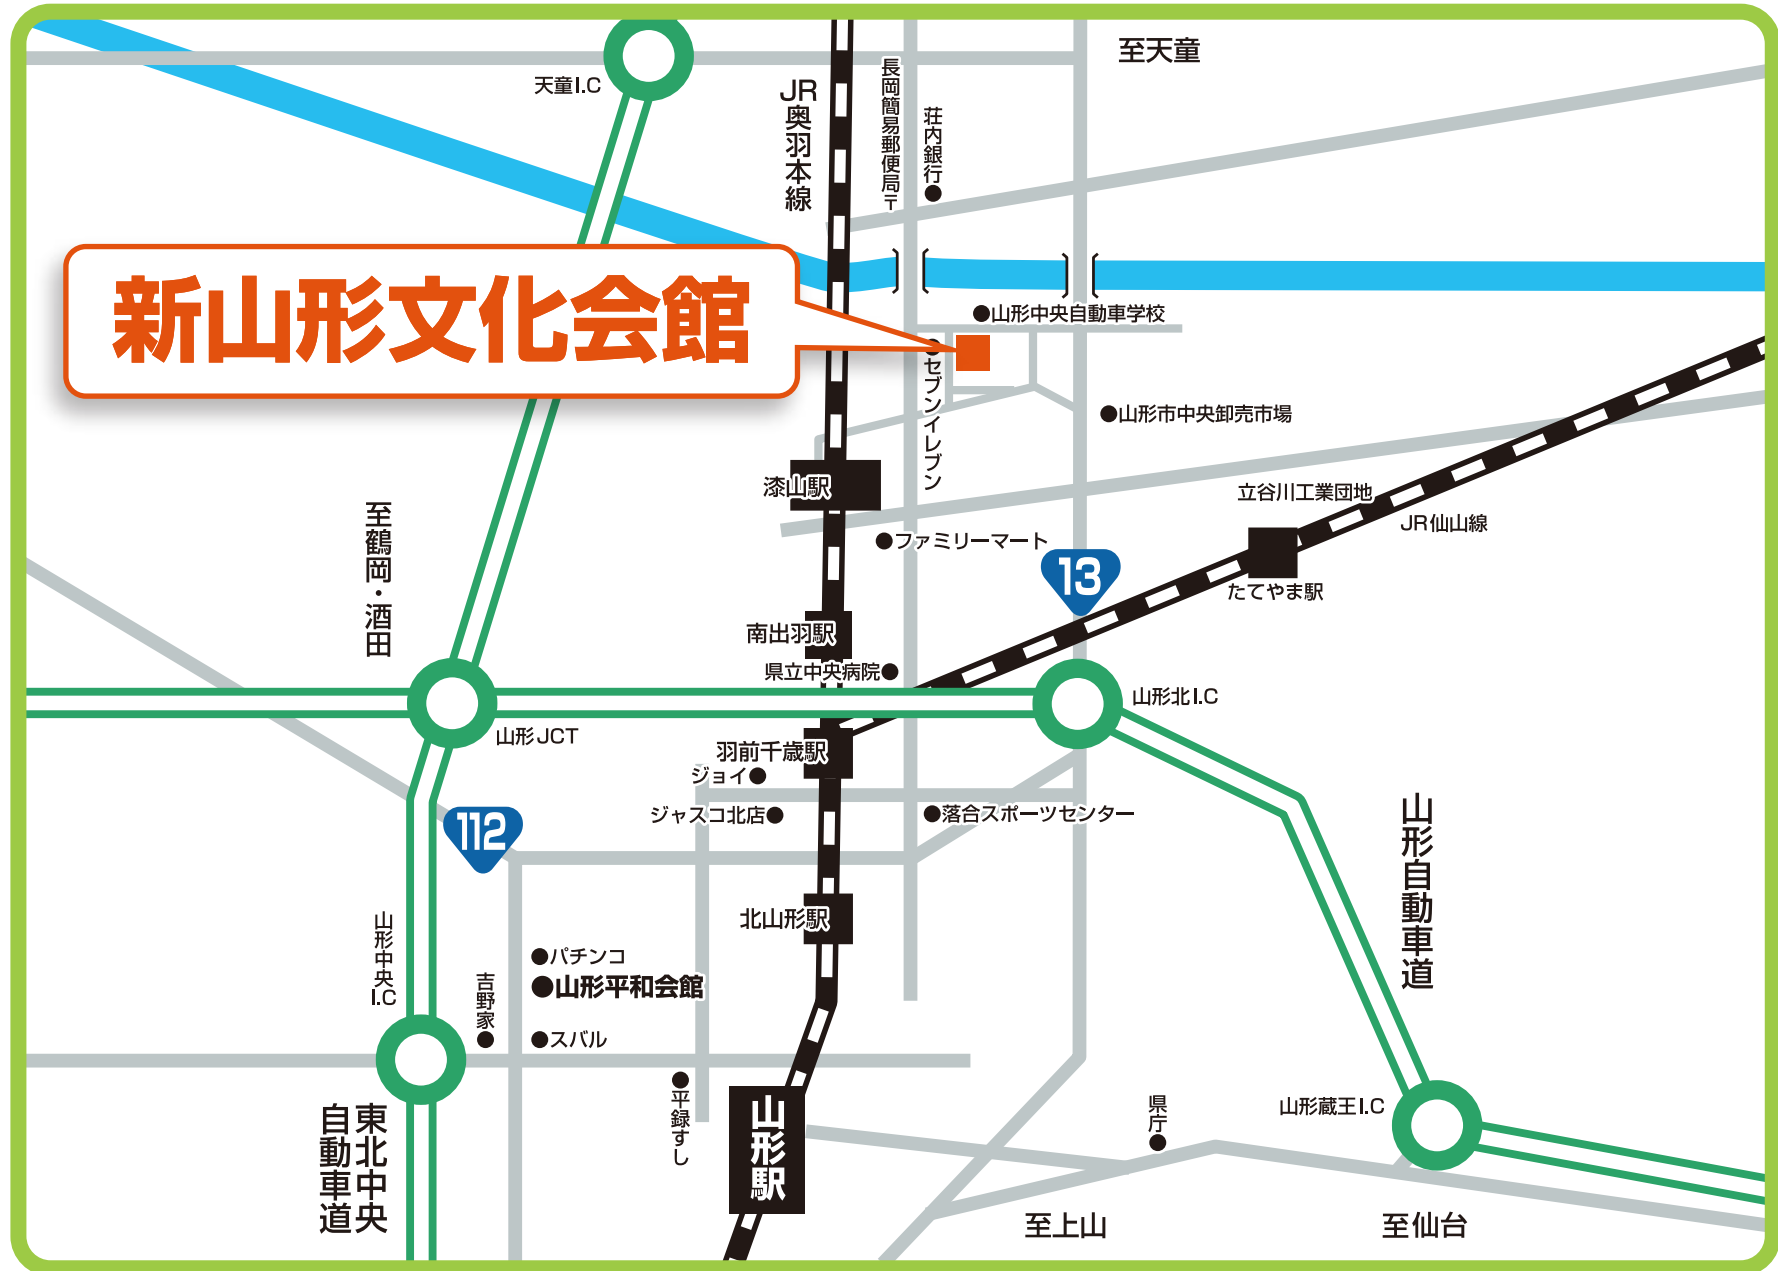 至天童
天童I.C
JR奥羽本線
長岡簡易郵便局〒
荘内銀行●
新山形文化会館
●山形中央自動車学校
●セブンイレブン
●山形市中央卸売市場
漆山駅
立谷川工業団地
JR仙山線
至鶴岡・酒田
●ファミリーマート
13
たてやま駅
南出羽駅
県立中央病院●
山形北I.C
山形JCT
羽前千歳駅
ジョイ●
ジャスコ北店●
●落合スポーツセンター
112
山形自動車道
北山形駅
山形中央I.C
●パチンコ
●山形平和会館
吉野家●
●スバル
●平録すし
山形駅
県庁●
山形蔵王I.C
東北中央
自動車道
至上山
至仙台